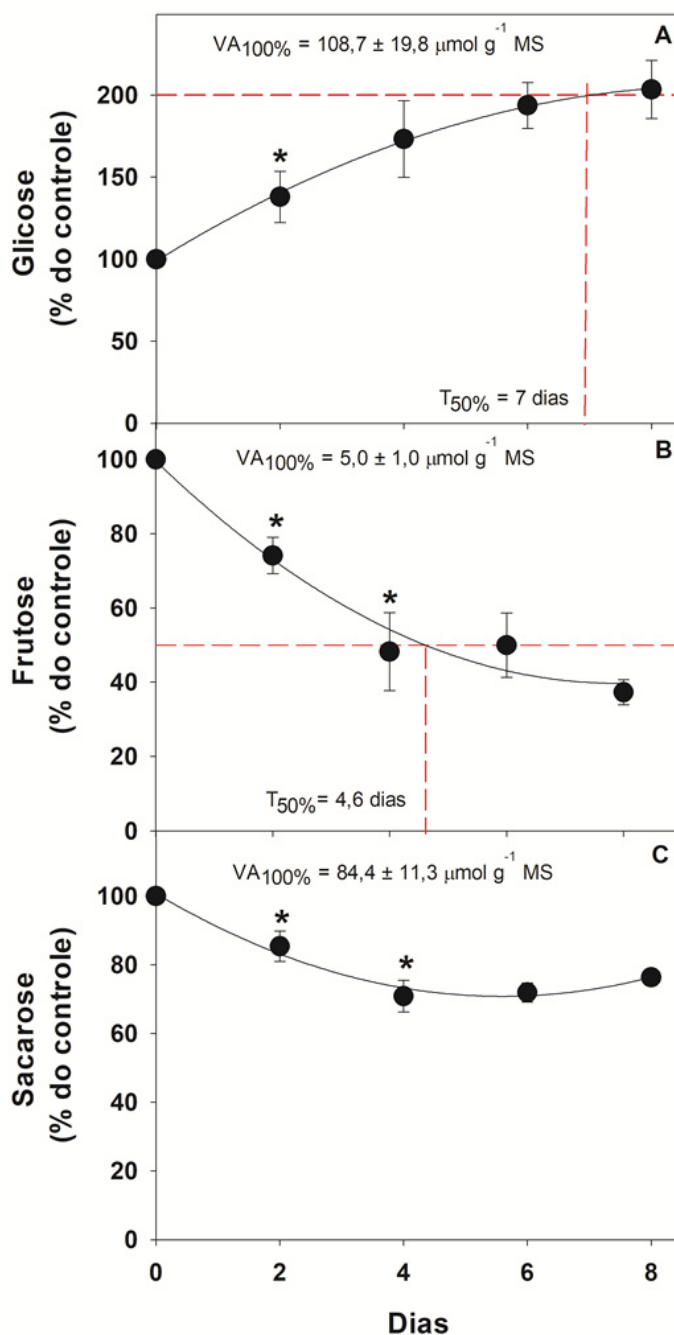 VA100% = 108,7 ± 19,8 μmol g-1 MS
A
200
*
150
100
50
0
Glicose
(% do controle)
T50% = 7 dias
VA100% = 5,0 ± 1,0 μmol g-1 MS
B
100
*
80
*
60
40
20
0
Frutose
(% do controle)
T50%= 4,6 dias
VA100% = 84,4 ± 11,3 μmol g-1 MS
C
100
*
80
*
60
40
20
0
Sacarose
(% do controle)
0 2 4 6 8
Dias